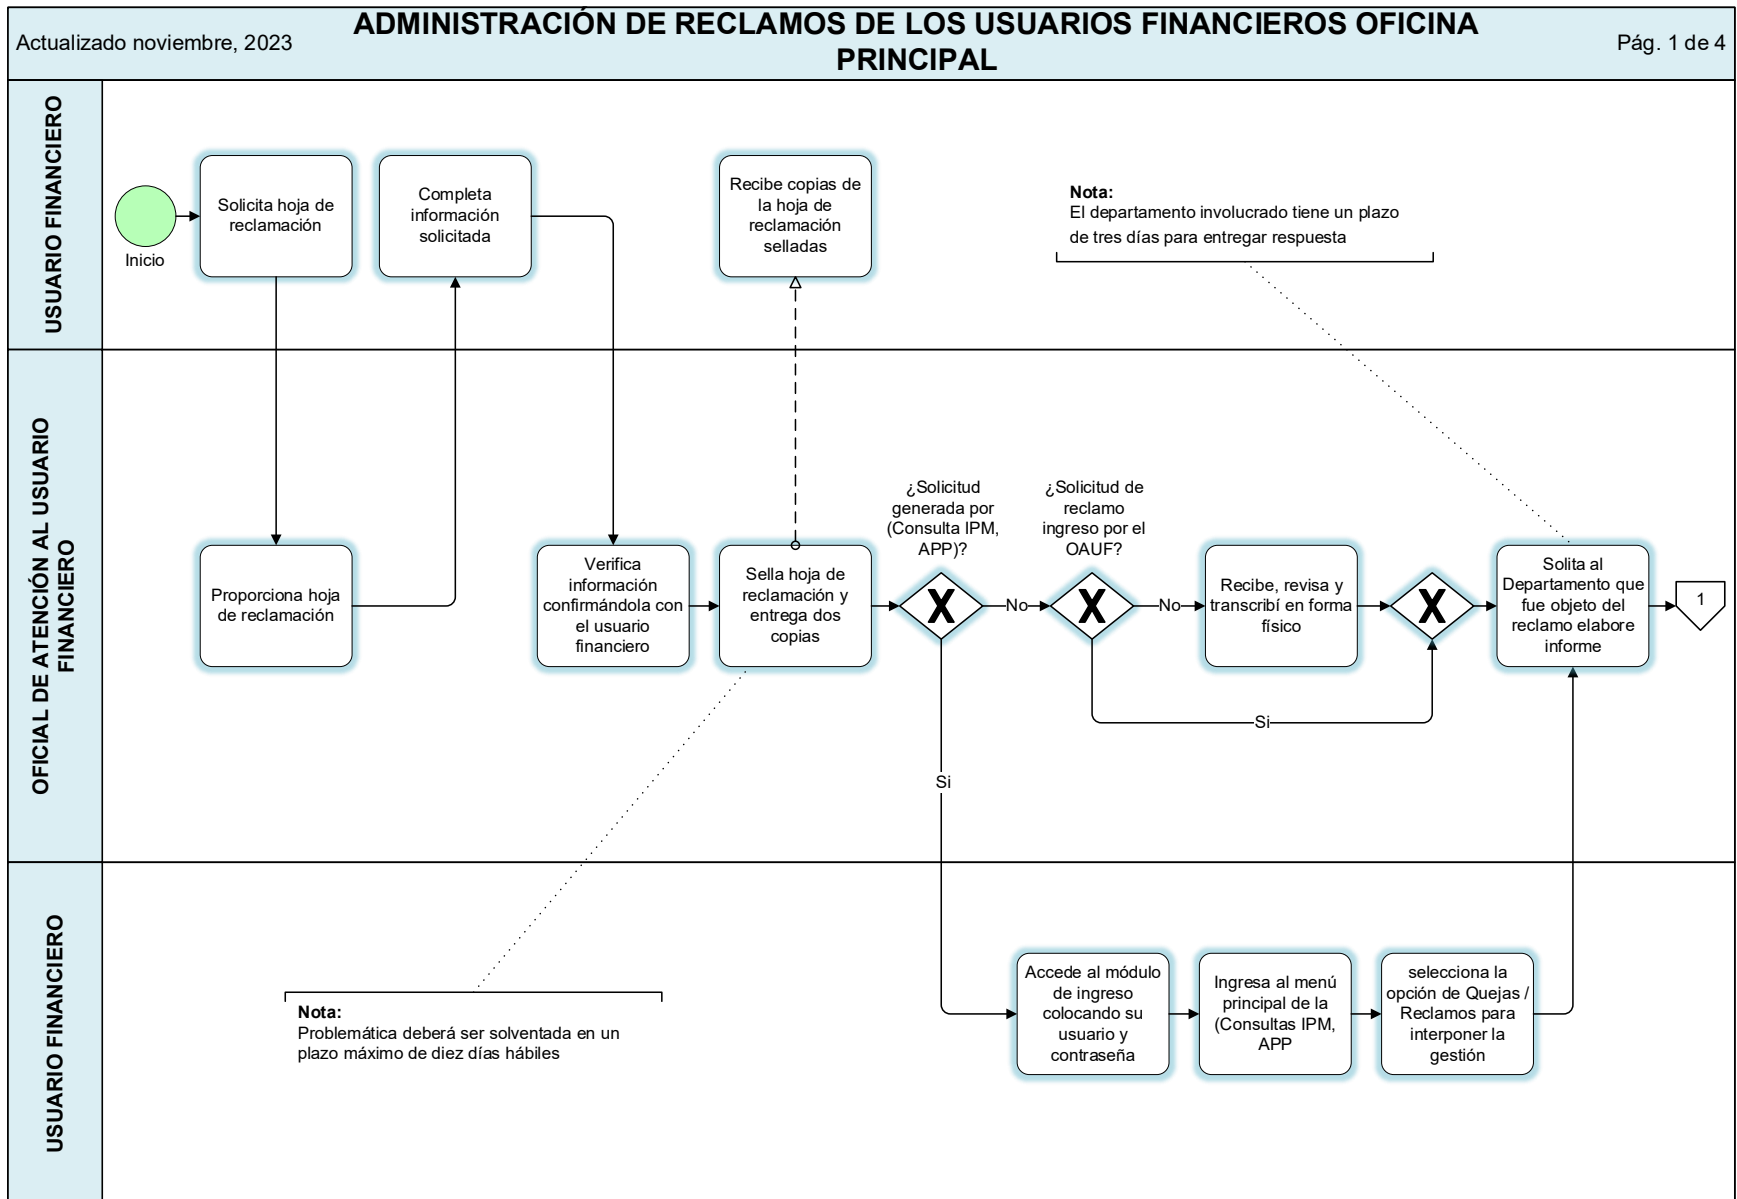 Actualizado noviembre, 2023
ADMINISTRACIÓN DE RECLAMOS DE LOS USUARIOS FINANCIEROS OFICINA
PRINCIPAL
Pág. 1 de 4
USUARIO FINANCIERO
Inicio
Solicita hoja de
reclamación
Completa
información
solicitada
Recibe copias de
la hoja de
reclamación
selladas
Nota:
El departamento involucrado tiene un plazo
de tres días para entregar respuesta
OFICIAL DE ATENCIÓN AL USUARIO
FINANCIERO
Proporciona hoja
de reclamación
Verifica
información
confirmándola con
el usuario
financiero
Sella hoja de
reclamación y
entrega dos
copias
¿Solicitud
generada por
(Consulta IPM,
APP)?
X
No
Si
¿Solicitud de
reclamo
ingreso por el
OAUF?
X
No
Si
Recibe, revisa y
transcribí en forma
físico
X
Solita al
Departamento que
fue objeto del
reclamo elabore
informe
1
USUARIO FINANCIERO
Nota:
Problemática deberá ser solventada en un
plazo máximo de diez días hábiles
Accede al módulo
de ingreso
colocando su
usuario y
contraseña
Ingresa al menú
principal de la
(Consultas IPM,
APP
selecciona la
opción de Quejas /
Reclamos para
interponer la
gestión